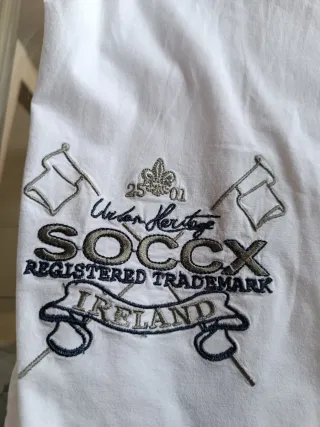 25 01
Urban Heritage
SOCCX
REGISTERED TRADEMARK
IRELAND